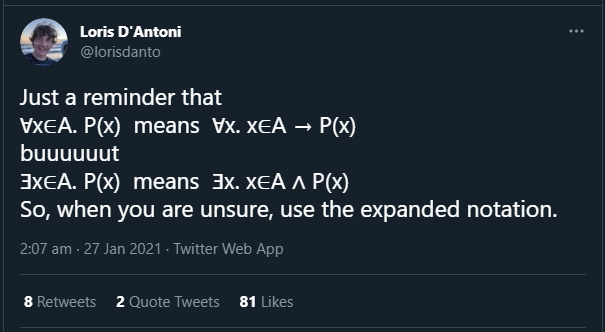 Loris D'Antoni
@lorisdanto
Just a reminder that
∀x∈A. P(x)  means  ∀x. x∈A → P(x)
buuuuuut
∃x∈A. P(x)  means  ∃x. x∈A ∧ P(x)
So, when you are unsure, use the expanded notation.
2:07 am · 27 Jan 2021 · Twitter Web App
8 Retweets  2 Quote Tweets  81 Likes